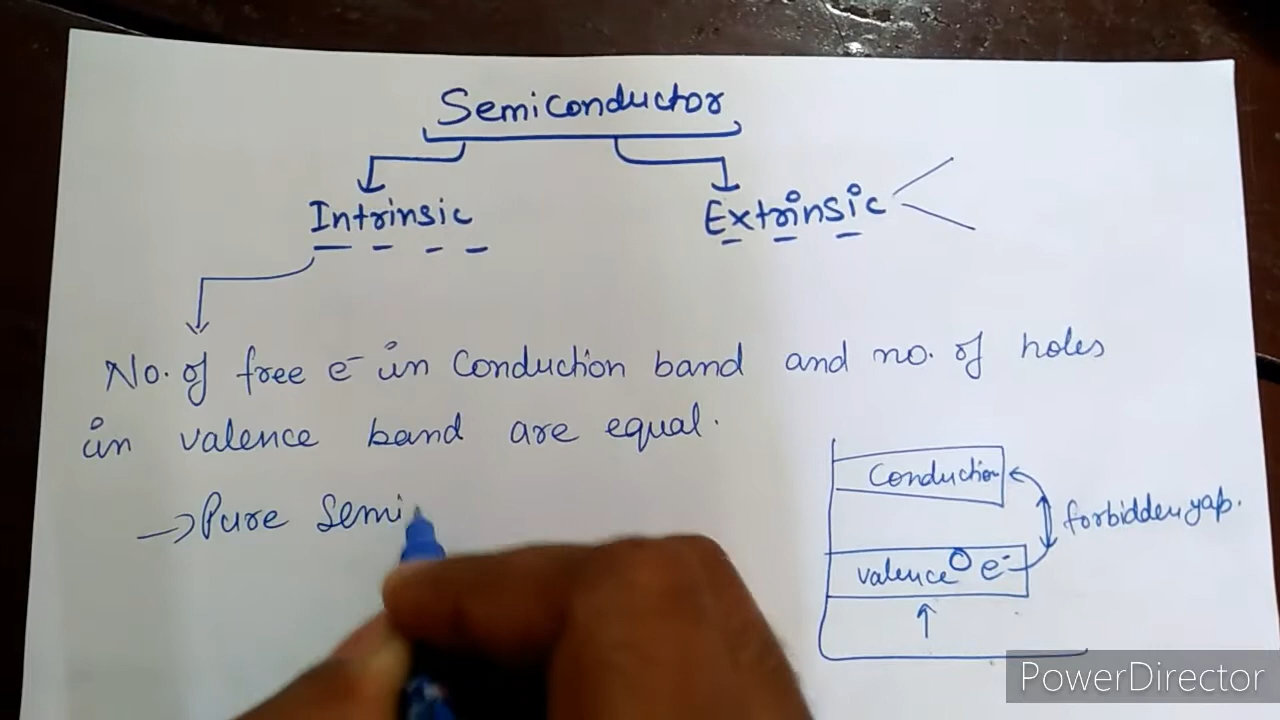 Semiconductor
Intrinsic
Extrinsic
No. of free e⁻ in Conduction band and no. of holes
in valence band are equal.
→ Pure Semi
Conduction
forbidden gap.
valence e⁻
PowerDirector